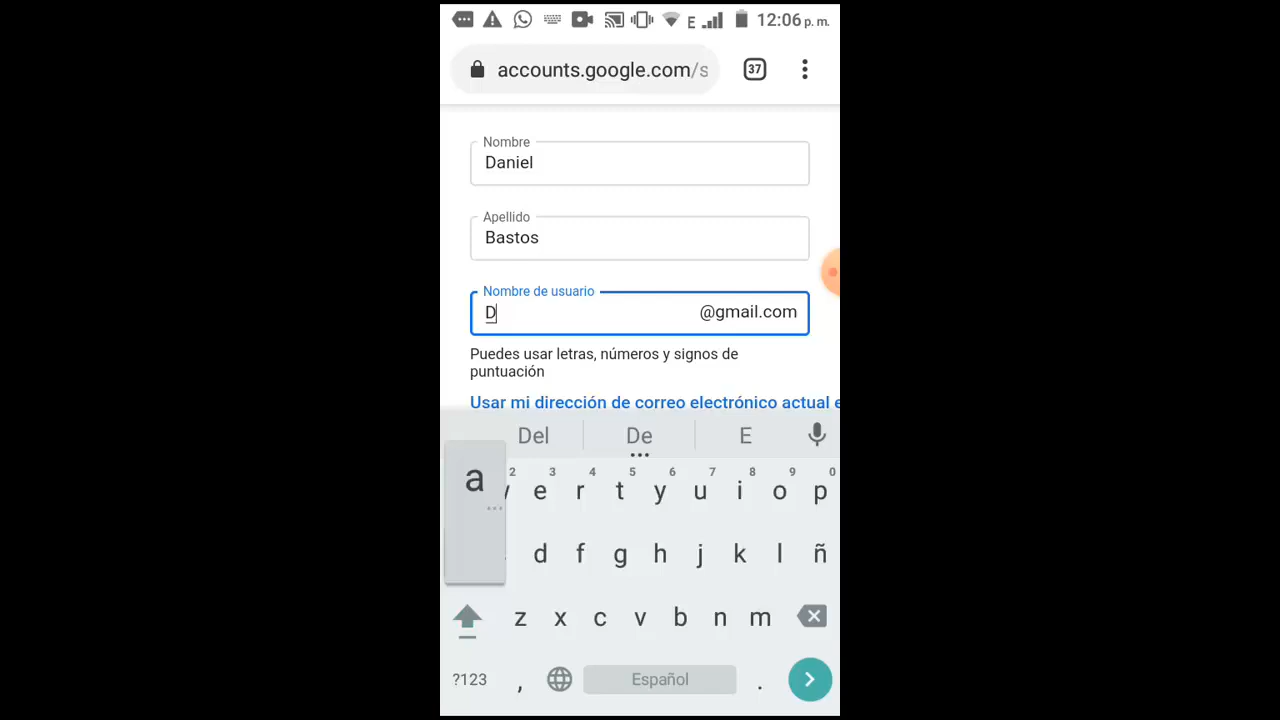 E 12:06 p. m.
accounts.google.com/s 37
Nombre
Daniel
Apellido
Bastos
Nombre de usuario
D @gmail.com
Puedes usar letras, números y signos de
puntuación
Usar mi dirección de correo electrónico actual e
Del De E
a
2 3 4 5 6 7 8 9 0
e r t y u i o p
d f g h j k l ñ
z x c v b n m
?123 , Español .